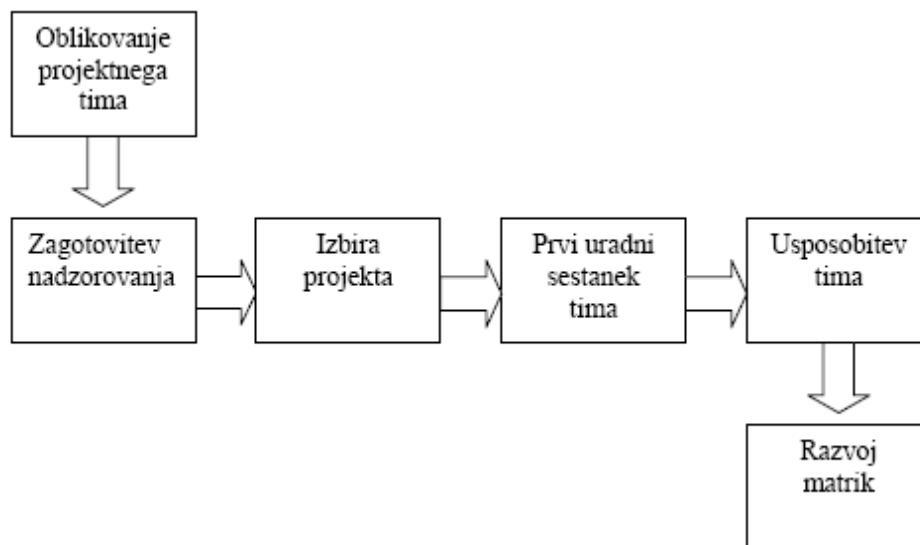 Oblikovanje
projektnega
tima
Zagotovitev
nadzorovanja
Izbira
projekta
Prvi uradni
sestanek
tima
Usposobitev
tima
Razvoj
matrik